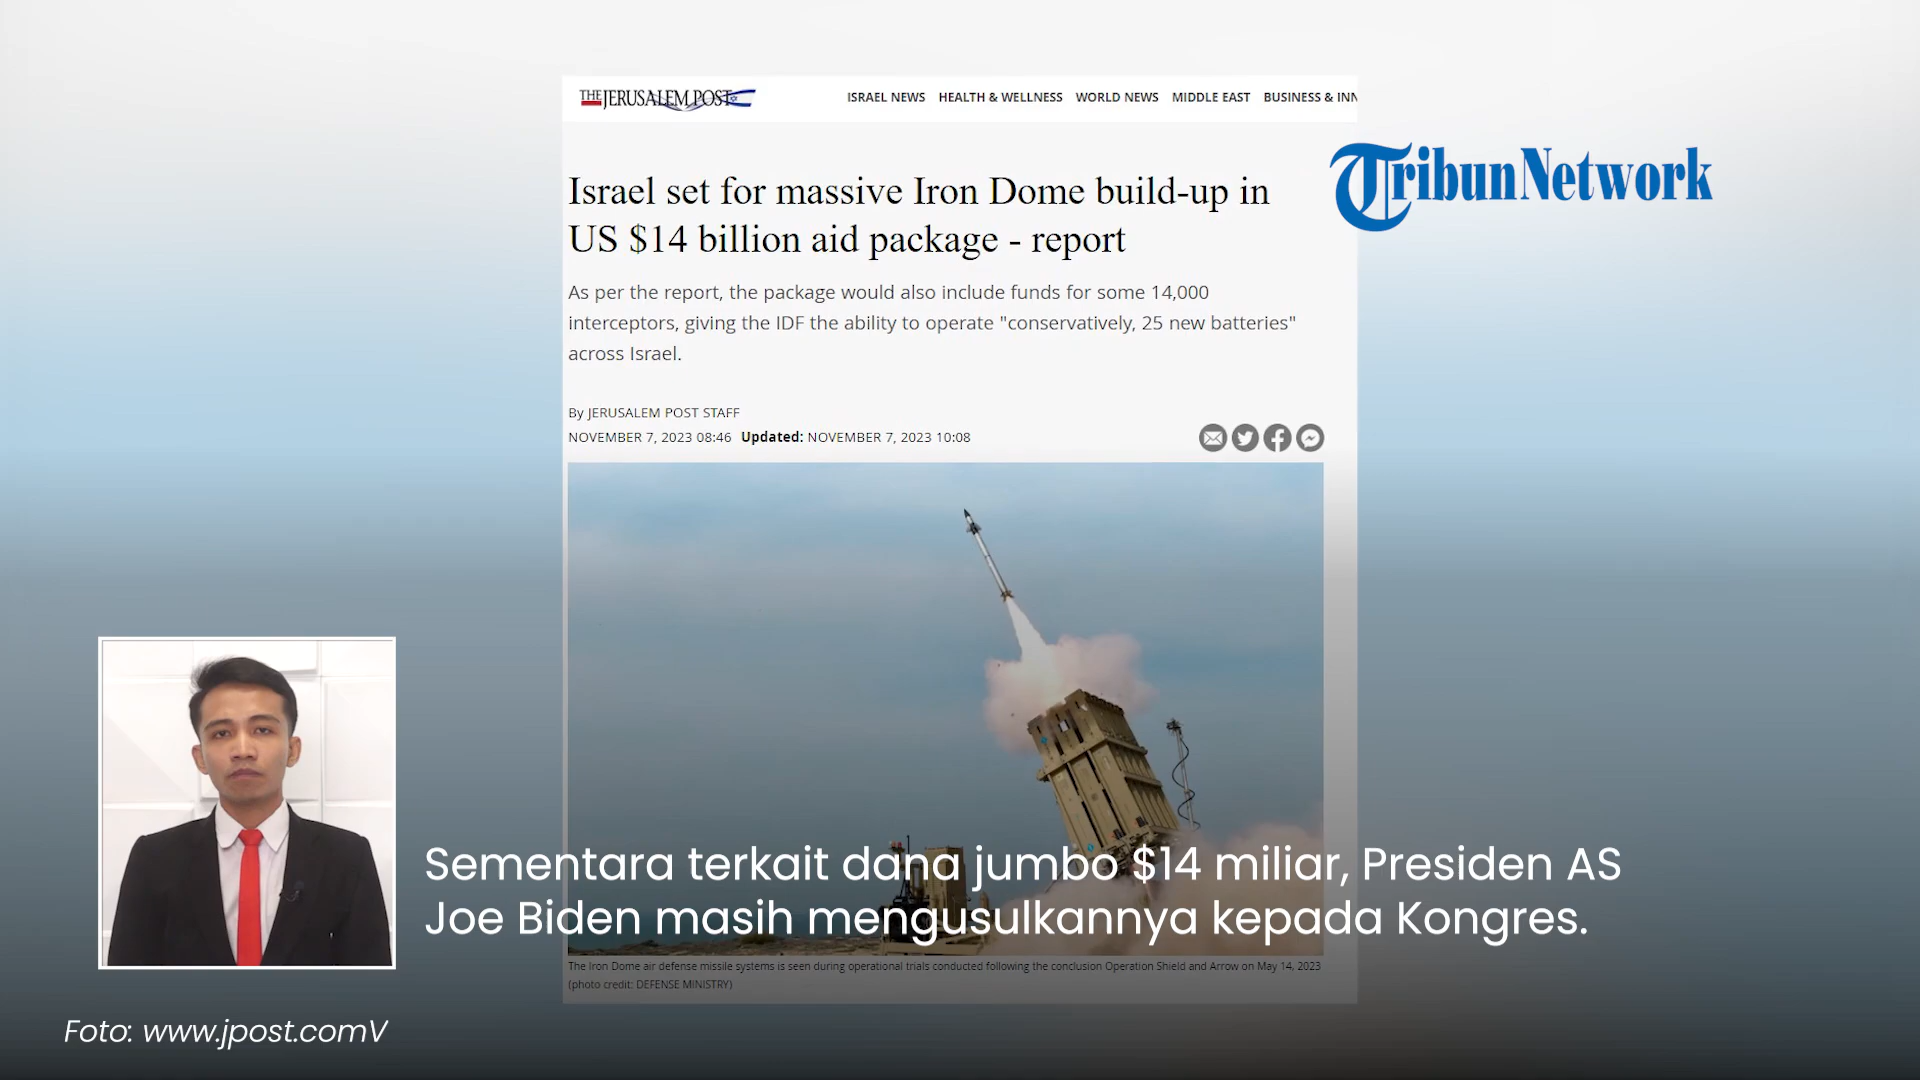 THE JERUSALEM POST
ISRAEL NEWS HEALTH & WELLNESS WORLD NEWS MIDDLE EAST BUSINESS & INN
Tribun Network
Israel set for massive Iron Dome build-up in
US $14 billion aid package - report
As per the report, the package would also include funds for some 14,000
interceptors, giving the IDF the ability to operate "conservatively, 25 new batteries"
across Israel.
By JERUSALEM POST STAFF
NOVEMBER 7, 2023 08:46 Updated: NOVEMBER 7, 2023 10:08
Sementara terkait dana jumbo $14 miliar, Presiden AS
Joe Biden masih mengusulkannya kepada Kongres.
The Iron Dome air defense missile systems is seen during operational trials conducted following the conclusion Operation Shield and Arrow on May 14, 2023
(photo credit: DEFENSE MINISTRY)
Foto: www.jpost.comV